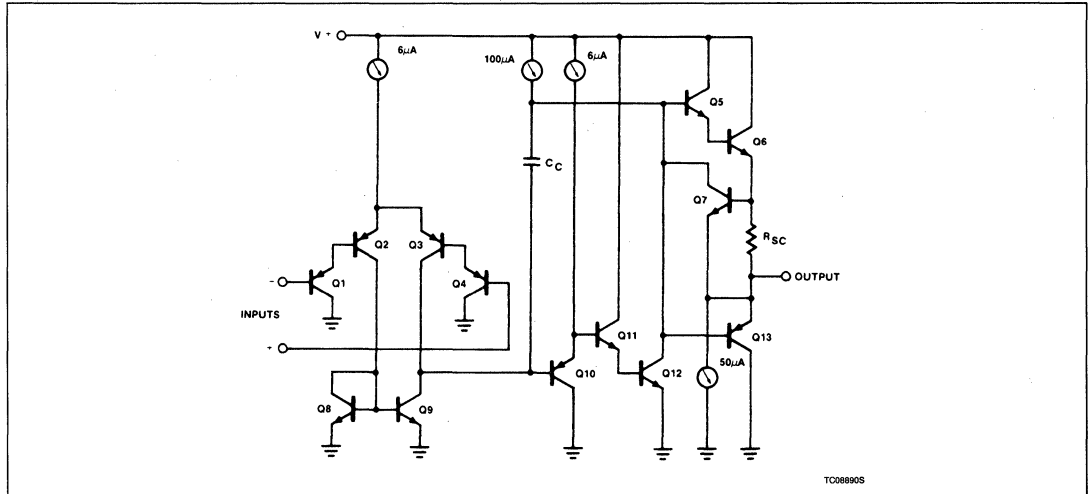 V +
6μA
100μA
6μA
Q5
Q6
CC
Q7
RSC
Q2
Q3
Q1
Q4
OUTPUT
INPUTS
−
+
Q11
Q13
Q10
Q12
50μA
Q8
Q9
TC08890S